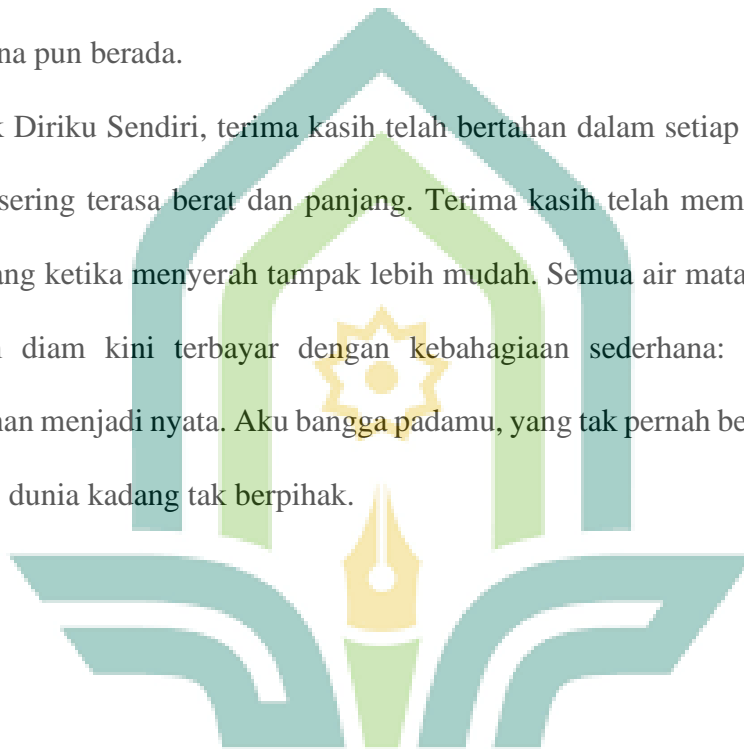 na pun berada.
k Diriku Sendiri, terima kasih telah bertahan dalam setiap
sering terasa berat dan panjang. Terima kasih telah mem
ang ketika menyerah tampak lebih mudah. Semua air mata
diam kini terbayar dengan kebahagiaan sederhana:
nan menjadi nyata. Aku bangga padamu, yang tak pernah be
dunia kadang tak berpihak.